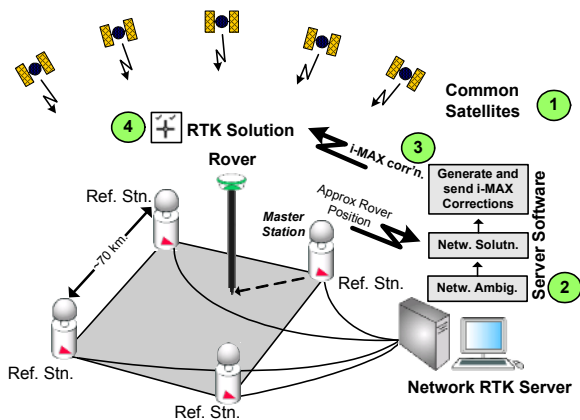 Common
Satellites
1
4
RTK Solution
3
i-MAX corr'n.
Rover
Generate and
send i-MAX
Corrections
Approx Rover
Position
Server Software
Ref. Stn.
Master
Station
Netw. Solutn.
~70 km.
Ref. Stn.
Netw. Ambig.
2
Ref. Stn.
Network RTK Server
Ref. Stn.